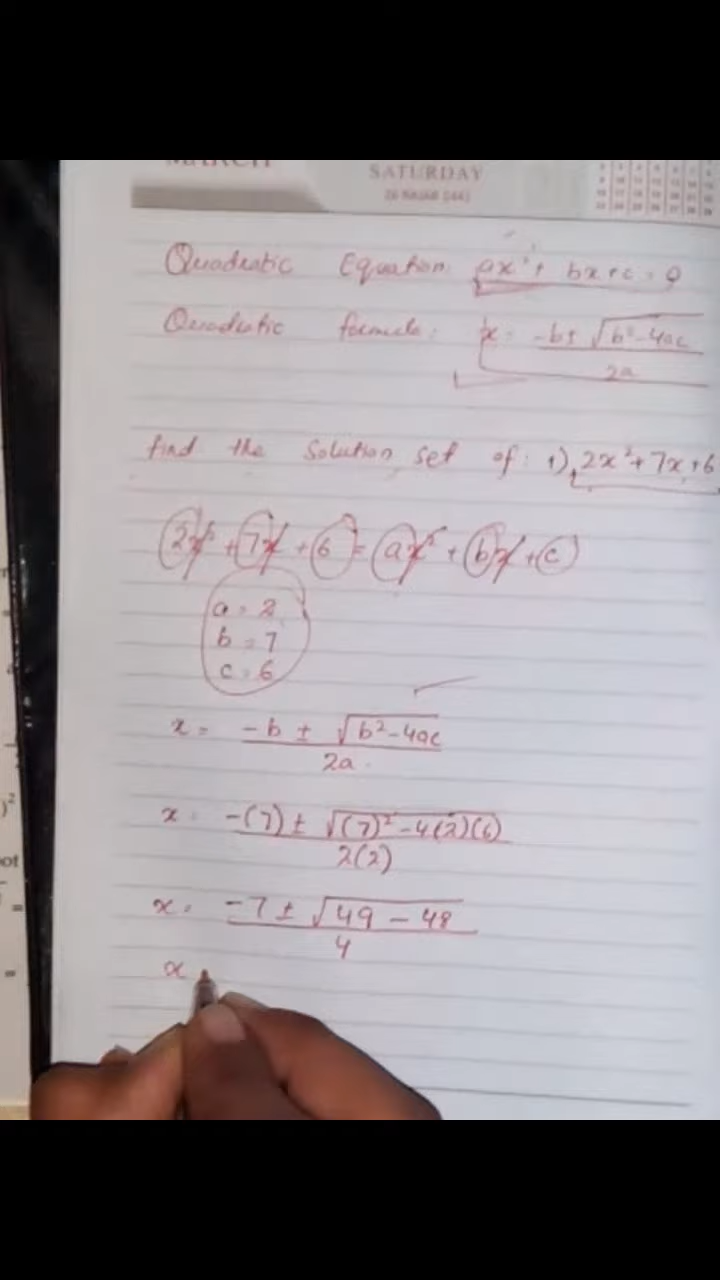 MARCH
SATURDAY
Quadratic Equation: ax² + bx + c = 0
Quadratic formula: x = -b ± √b²-4ac / 2a
find the Solution set of: 1) 2x²+7x+6
2x² + 7x + 6 = ax² + bx + c
a = 2
b = 7
c = 6
x = -b ± √b²-4ac / 2a
x = -(7) ± √(7)²-4(2)(6) / 2(2)
x = -7 ± √49 - 48 / 4
x